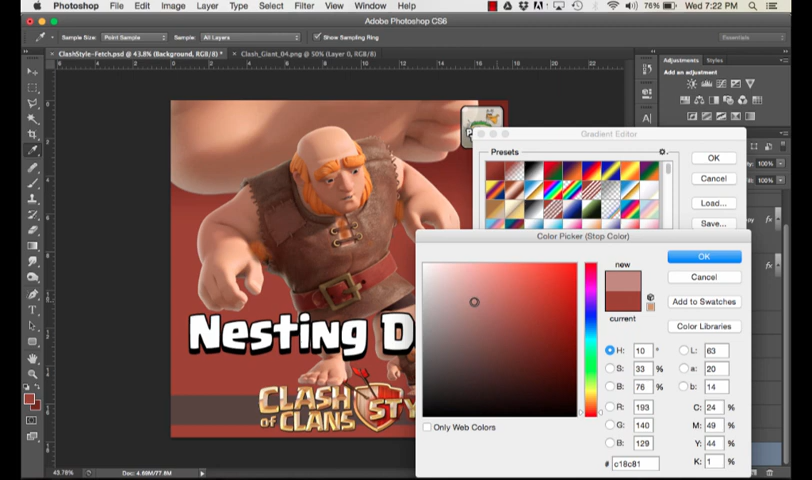 Photoshop File Edit Image Layer Type Select Filter View Window Help 76% Wed 7:22 PM
Adobe Photoshop CS6
Sample Size: Point Sample Sample: All Layers Show Sampling Ring Essentials
ClashStyle-Fetch.psd @ 43.8% (Background, RGB/8) * Clash_Giant_04.png @ 50% (Layer 0, RGB/8)
Adjustments Styles
Add an adjustment
Gradient Editor
Presets
OK
Cancel
Load...
Save...
Color Picker (Stop Color)
new
current
OK
Cancel
Add to Swatches
Color Libraries
H: 10 ° L: 63
S: 33 % a: 20
B: 76 % b: 14
R: 193 C: 24 %
G: 140 M: 49 %
B: 129 Y: 44 %
# c18c81 K: 1 %
Only Web Colors
Nesting D
CLASH STY
OF CLANS
43.78% Doc: 4.69M/77.8M